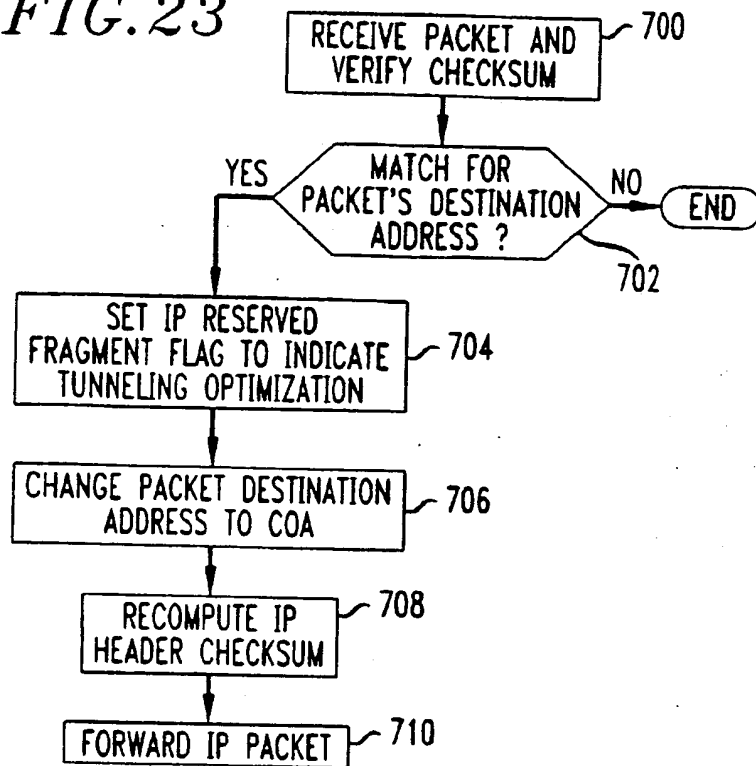 FIG. 23
RECEIVE PACKET AND
VERIFY CHECKSUM
700
MATCH FOR
PACKET'S DESTINATION
ADDRESS ?
702
YES
NO
END
SET IP RESERVED
FRAGMENT FLAG TO INDICATE
TUNNELING OPTIMIZATION
704
CHANGE PACKET DESTINATION
ADDRESS TO COA
706
RECOMPUTE IP
HEADER CHECKSUM
708
FORWARD IP PACKET
710